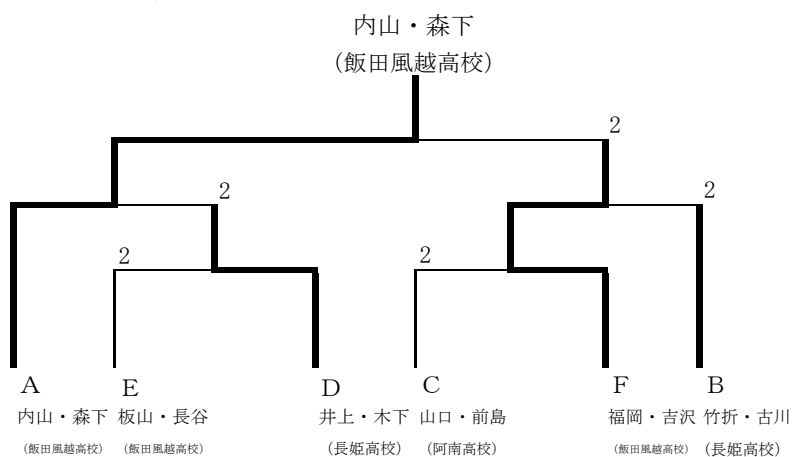 内山・森下
(飯田風越高校)
2
2
2
2
2
A E D C F B
内山・森下 板山・長谷 井上・木下 山口・前島 福岡・吉沢 竹折・古川
(飯田風越高校) (飯田風越高校) (長姫高校) (阿南高校) (飯田風越高校) (長姫高校)